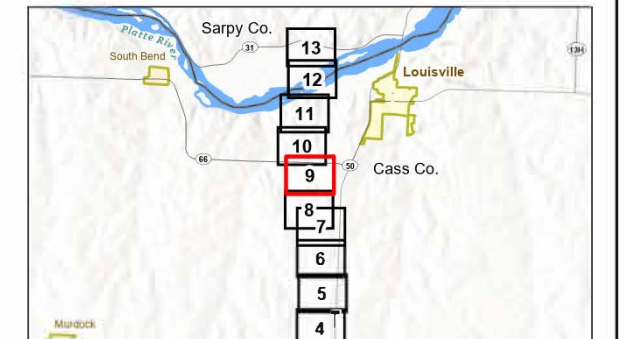 Sarpy Co.
Platte River
31
13
13H
South Bend
12
Louisville
11
10
66
50
Cass Co.
9
8
7
6
5
Murdock
4